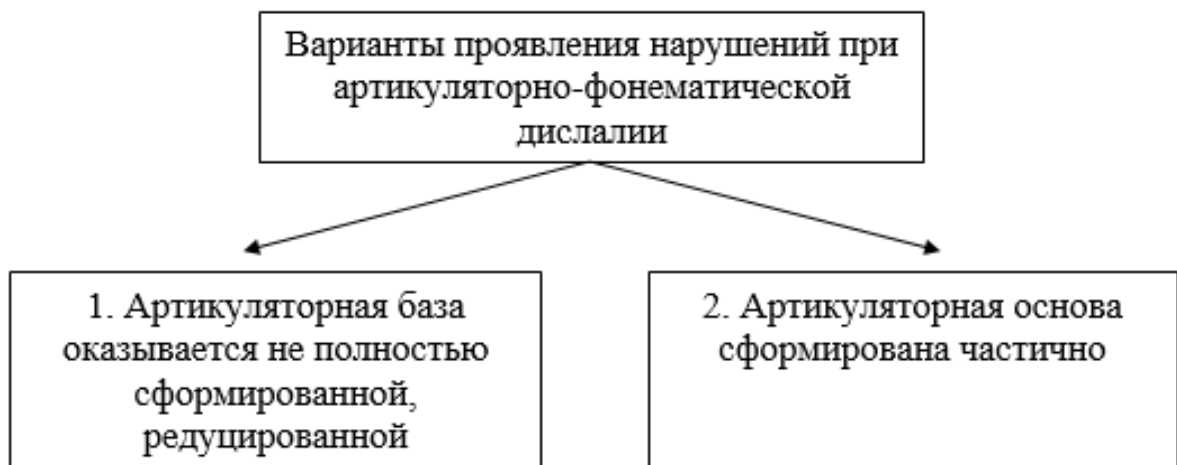 Варианты проявления нарушений при
артикуляторно-фонематической
дислалии
1. Артикуляторная база
оказывается не полностью
сформированной,
редуцированной
2. Артикуляторная основа
сформирована частично